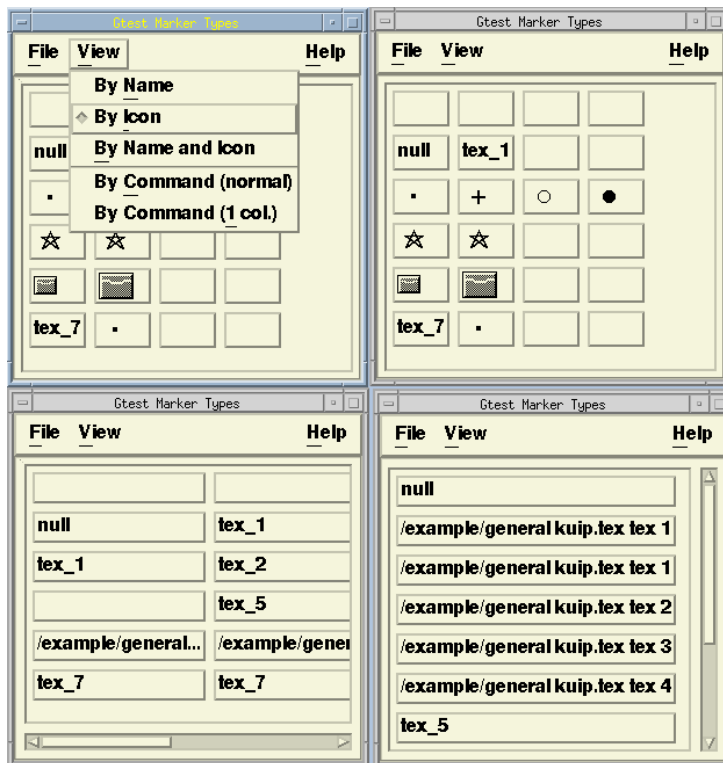 Gtest Marker Types
File View Help
By Name
By Icon
By Name and Icon
By Command (normal)
By Command (1 col.)
null
tex_7
Gtest Marker Types
File View Help
null tex_1
tex_7
Gtest Marker Types
File View Help
null tex_1
tex_1 tex_2
tex_5
/example/general... /example/gener
tex_7 tex_7
Gtest Marker Types
File View Help
null
/example/general kuip.tex tex 1
/example/general kuip.tex tex 1
/example/general kuip.tex tex 2
/example/general kuip.tex tex 3
/example/general kuip.tex tex 4
tex_5